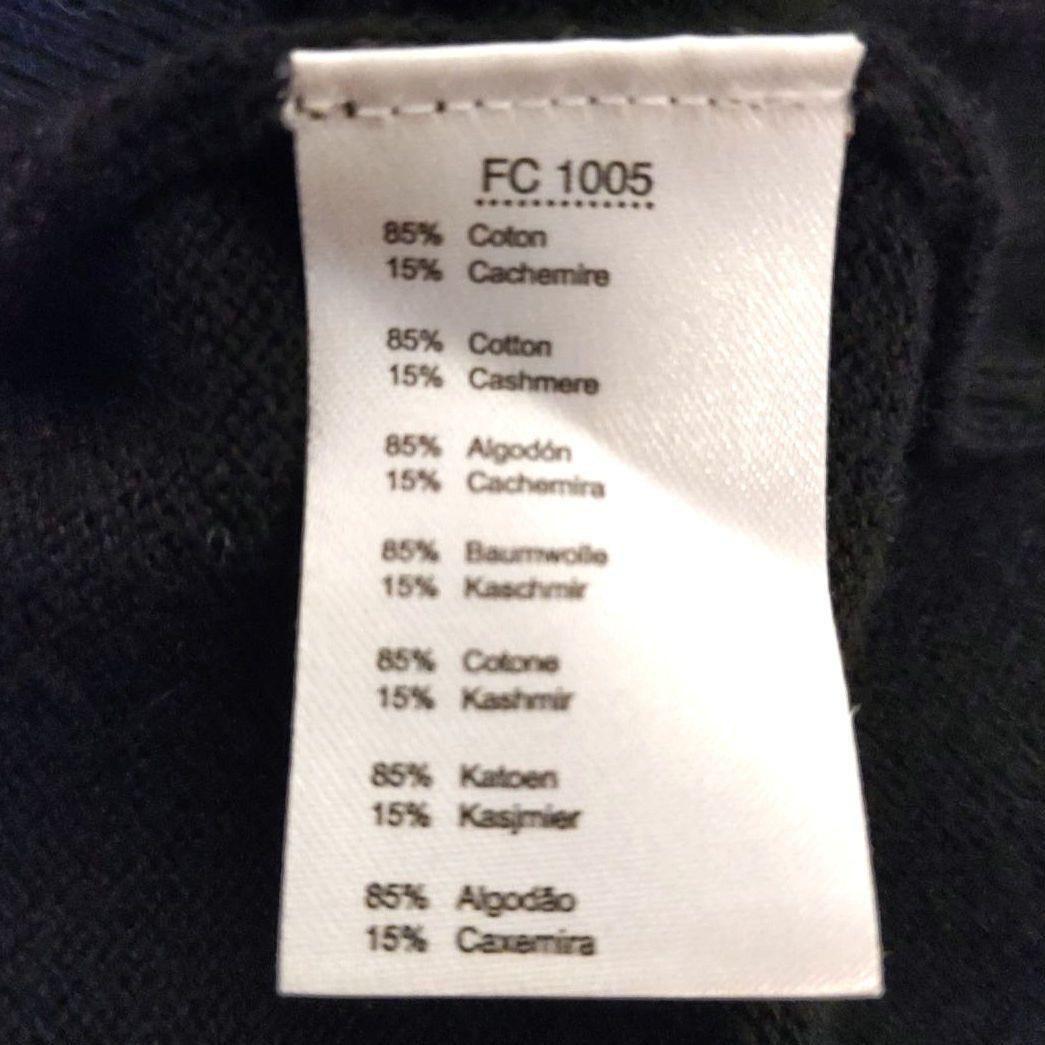 FC 1005
85% Coton
15% Cachemire
85% Cotton
15% Cashmere
85% Algodón
15% Cachemira
85% Baumwolle
15% Kaschmir
85% Cotone
15% Kashmir
85% Katoen
15% Kasjmier
85% Algodão
15% Caxemira